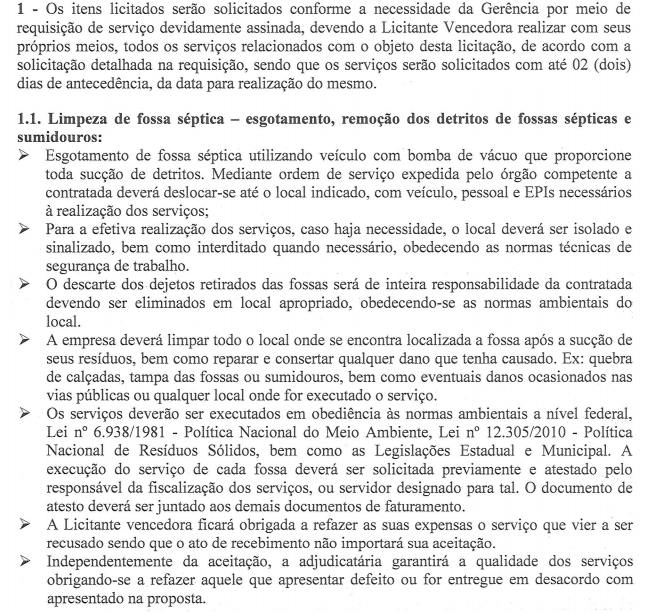 1 - Os itens licitados serão solicitados conforme a necessidade da Gerência por meio de
requisição de serviço devidamente assinada, devendo a Licitante Vencedora realizar com seus
próprios meios, todos os serviços relacionados com o objeto desta licitação, de acordo com a
solicitação detalhada na requisição, sendo que os serviços serão solicitados com até 02 (dois)
dias de antecedência, da data para realização do mesmo.
1.1. Limpeza de fossa séptica – esgotamento, remoção dos detritos de fossas sépticas e
sumidouros:
➢ Esgotamento de fossa séptica utilizando veículo com bomba de vácuo que proporcione
toda sucção de detritos. Mediante ordem de serviço expedida pelo órgão competente a
contratada deverá deslocar-se até o local indicado, com veículo, pessoal e EPIs necessários
à realização dos serviços;
➢ Para a efetiva realização dos serviços, caso haja necessidade, o local deverá ser isolado e
sinalizado, bem como interditado quando necessário, obedecendo as normas técnicas de
segurança de trabalho.
➢ O descarte dos dejetos retirados das fossas será de inteira responsabilidade da contratada
devendo ser eliminados em local apropriado, obedecendo-se as normas ambientais do
local.
➢ A empresa deverá limpar todo o local onde se encontra localizada a fossa após a sucção de
seus resíduos, bem como reparar e consertar qualquer dano que tenha causado. Ex: quebra
de calçadas, tampa das fossas ou sumidouros, bem como eventuais danos ocasionados nas
vias públicas ou qualquer local onde for executado o serviço.
➢ Os serviços deverão ser executados em obediência às normas ambientais a nível federal,
Lei nº 6.938/1981 - Política Nacional do Meio Ambiente, Lei nº 12.305/2010 - Política
Nacional de Resíduos Sólidos, bem como as Legislações Estadual e Municipal. A
execução do serviço de cada fossa deverá ser solicitada previamente e atestado pelo
responsável da fiscalização dos serviços, ou servidor designado para tal. O documento de
atesto deverá ser juntado aos demais documentos de faturamento.
➢ A Licitante vencedora ficará obrigada a refazer as suas expensas o serviço que vier a ser
recusado sendo que o ato de recebimento não importará sua aceitação.
➢ Independentemente da aceitação, a adjudicatária garantirá a qualidade dos serviços
obrigando-se a refazer aquele que apresentar defeito ou for entregue em desacordo com
apresentado na proposta.